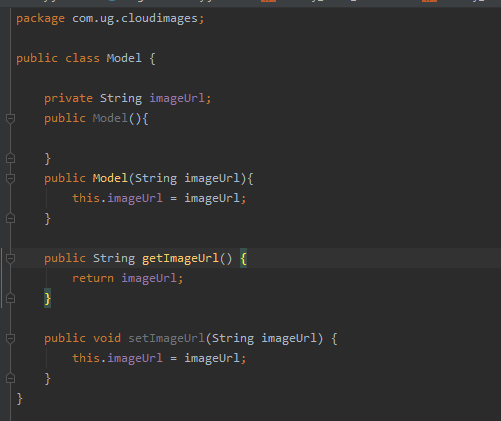 package com.ug.cloudimages;
public class Model {
private String imageUrl;
public Model(){
}
public Model(String imageUrl){
this.imageUrl = imageUrl;
}
public String getImageUrl() {
return imageUrl;
}
public void setImageUrl(String imageUrl) {
this.imageUrl = imageUrl;
}
}